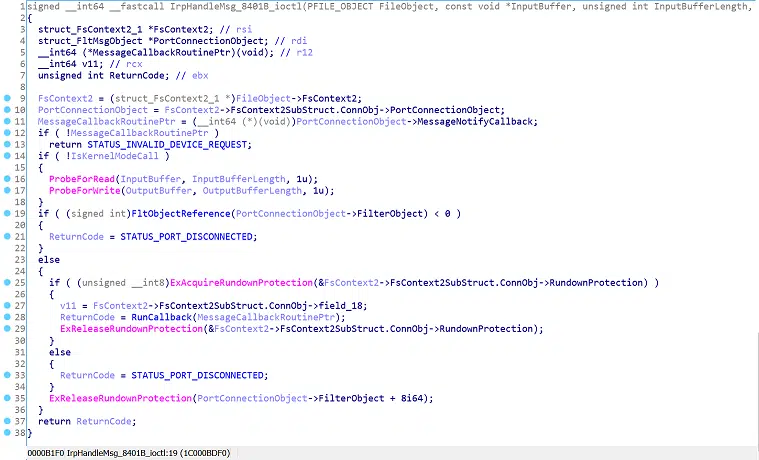 1 signed __int64 __fastcall IrpHandleMsg_8401B_ioctl(PFILE_OBJECT FileObject, const void *InputBuffer, unsigned int InputBufferLength,
2 {
3 struct_FsContext2_1 *FsContext2; // rsi
4 struct_FltMsgObject *PortConnectionObject; // rdi
5 __int64 (*MessageCallbackRoutinePtr)(void); // r12
6 __int64 v11; // rcx
7 unsigned int ReturnCode; // ebx
8
9 FsContext2 = (struct_FsContext2_1 *)FileObject->FsContext2;
10 PortConnectionObject = FsContext2->FsContext2SubStruct.ConnObj->PortConnectionObject;
11 MessageCallbackRoutinePtr = (__int64 (*)(void))PortConnectionObject->MessageNotifyCallback;
12 if ( !MessageCallbackRoutinePtr )
13 return STATUS_INVALID_DEVICE_REQUEST;
14 if ( !IsKernelModeCall )
15 {
16 ProbeForRead(InputBuffer, InputBufferLength, 1u);
17 ProbeForWrite(OutputBuffer, OutputBufferLength, 1u);
18 }
19 if ( (signed int)FltObjectReference(PortConnectionObject->FilterObject) < 0 )
20 {
21 ReturnCode = STATUS_PORT_DISCONNECTED;
22 }
23 else
24 {
25 if ( (unsigned __int8)ExAcquireRundownProtection(&FsContext2->FsContext2SubStruct.ConnObj->RundownProtection) )
26 {
27 v11 = FsContext2->FsContext2SubStruct.ConnObj->field_18;
28 ReturnCode = RunCallback(MessageCallbackRoutinePtr);
29 ExReleaseRundownProtection(&FsContext2->FsContext2SubStruct.ConnObj->RundownProtection);
30 }
31 else
32 {
33 ReturnCode = STATUS_PORT_DISCONNECTED;
34 }
35 ExReleaseRundownProtection(PortConnectionObject->FilterObject + 8i64);
36 }
37 return ReturnCode;
38 }
0000B1F0 IrpHandleMsg_8401B_ioctl:19 (1C000BDF0)